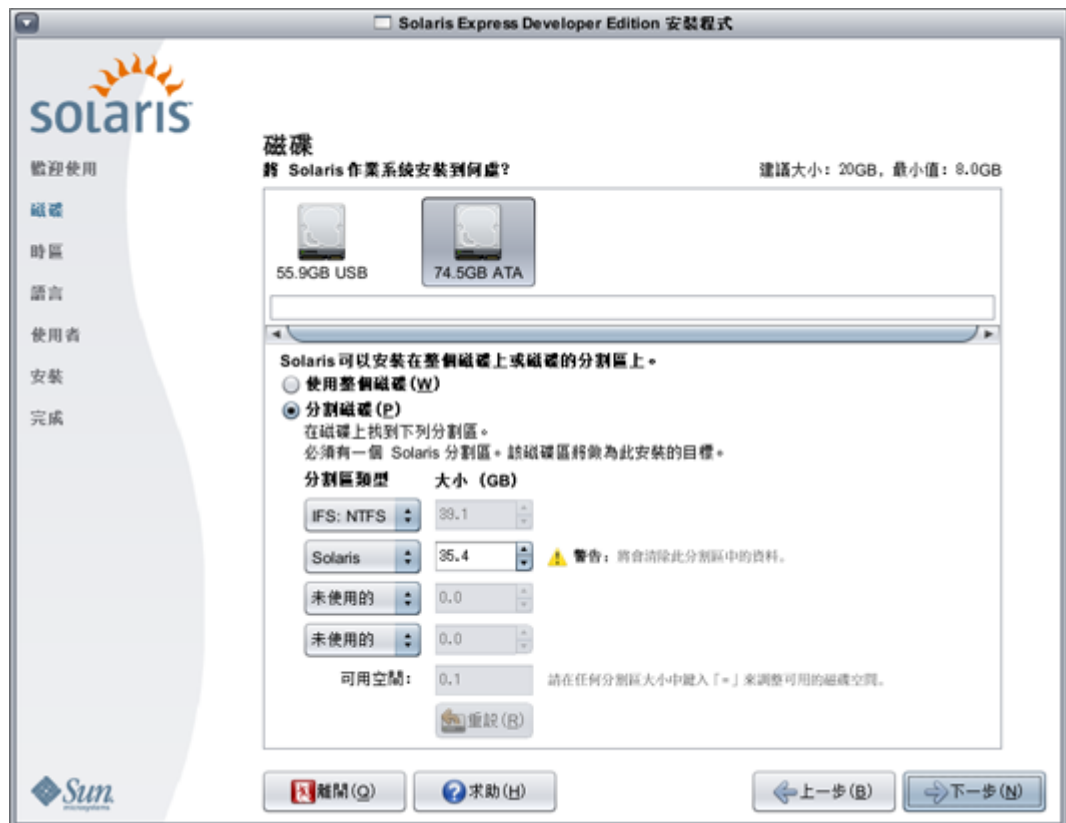 Solaris Express Developer Edition 安裝程式
solaris
歡迎使用
磁碟
時區
語言
使用者
安裝
完成
磁碟
將 Solaris 作業系統安裝到何處?
建議大小: 20GB, 最小值: 8.0GB
55.9GB USB
74.5GB ATA
Solaris 可以安裝在整個磁碟上或磁碟的分割區上。
使用整個磁碟(W)
分割磁碟(P)
在磁碟上找到下列分割區。
必須有一個 Solaris 分割區。該磁碟區將做為此安裝的目標。
分割區類型 大小 (GB)
IFS: NTFS 39.1
Solaris 35.4 警告: 將會清除此分割區中的資料。
未使用的 0.0
未使用的 0.0
可用空間: 0.1 請在任何分割區大小中鍵入「=」來調整可用的磁碟空間。
重設(R)
Sun
microsystems
離開(Q) 求助(H) 上一步(B) 下一步(N)